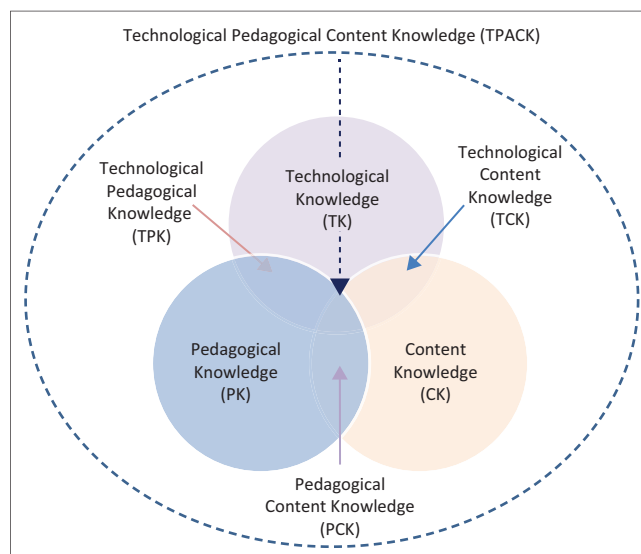 Technological Pedagogical Content Knowledge (TPACK)
Technological
Pedagogical
Knowledge
(TPK)
Technological
Knowledge
(TK)
Technological
Content
Knowledge
(TCK)
Pedagogical
Knowledge
(PK)
Content
Knowledge
(CK)
Pedagogical
Content Knowledge
(PCK)